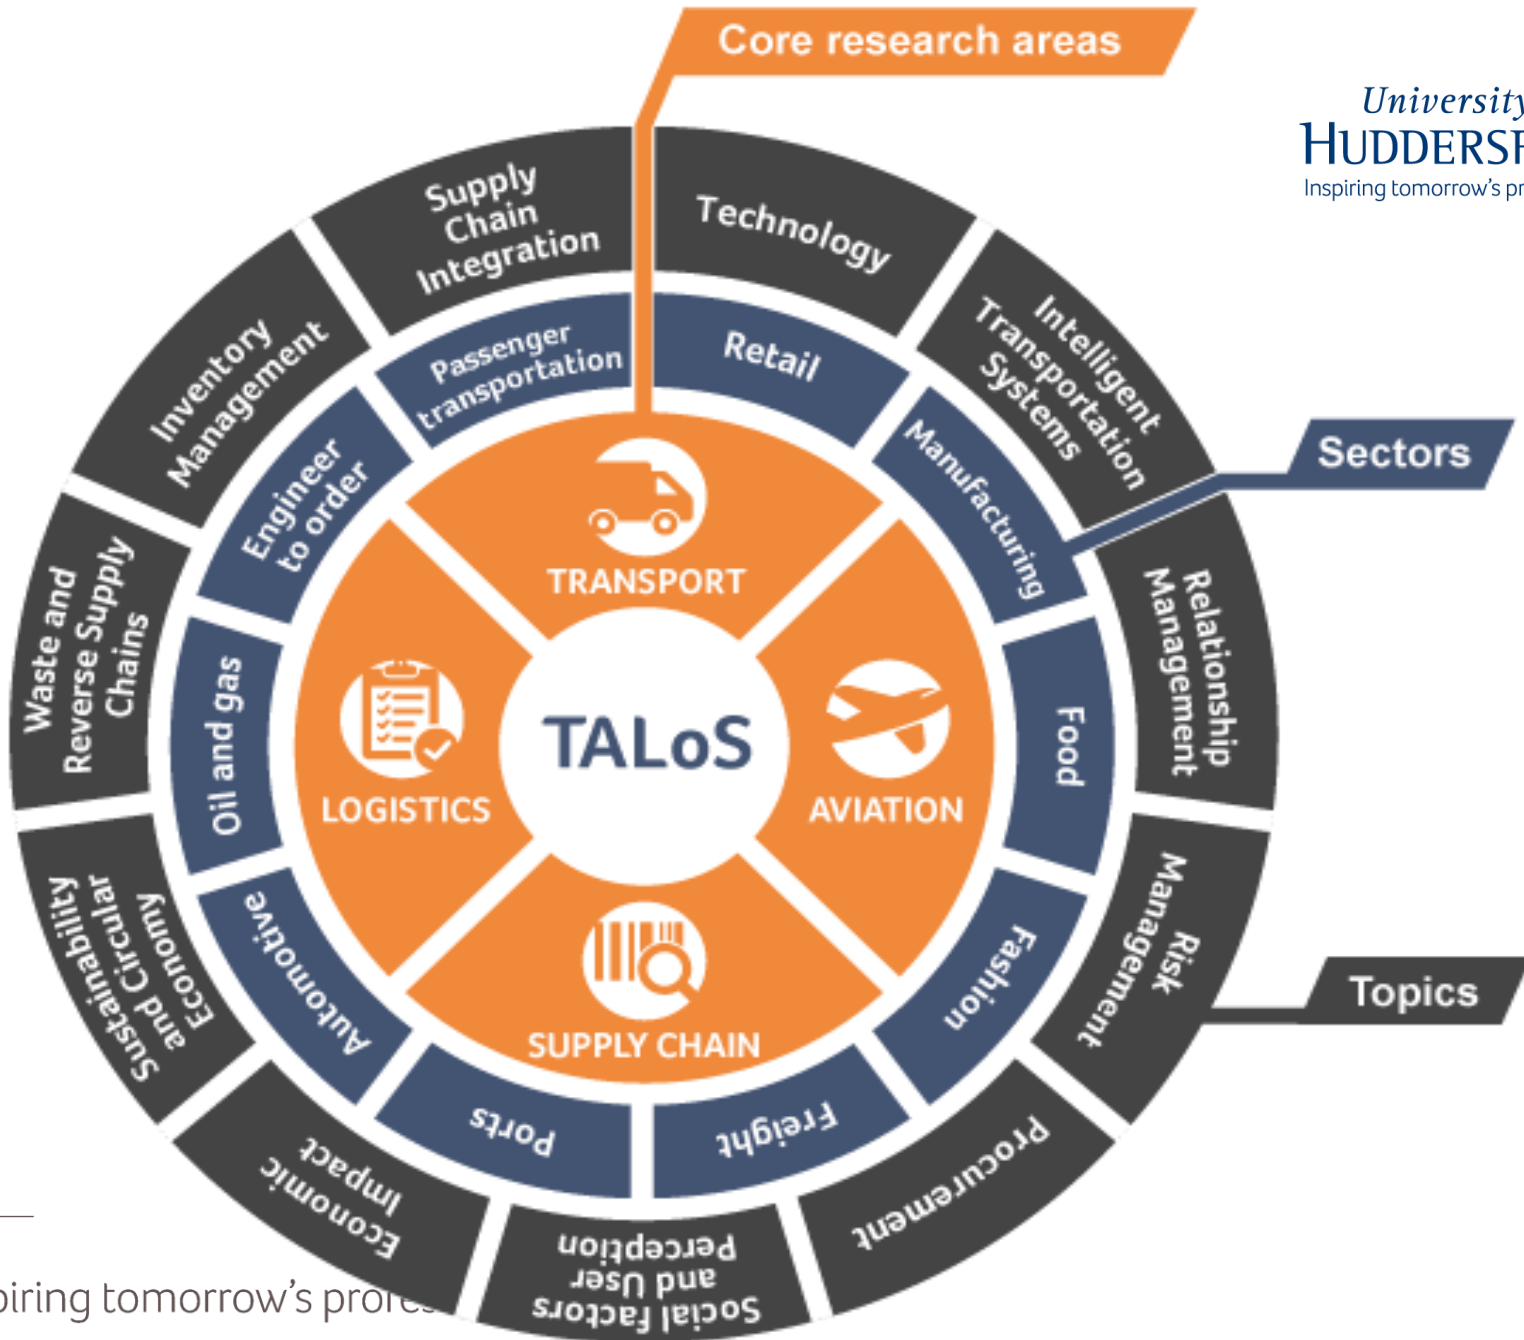 Core research areas
University
HUDDERSF
Inspiring tomorrow's pr
Supply
Chain
Integration
Technology
Intelligent
Transportation
Systems
Relationship
Management
Risk
Management
Procurement
Social Factors
and User
Perception
Economic
Impact
Sustainability
and Circular
Economy
Waste and
Reverse Supply
Chains
Inventory
Management
Passenger
transportation
Retail
Manufacturing
Food
Fashion
Freight
Ports
Automotive
Oil and gas
Engineer
to order
Sectors
TRANSPORT
LOGISTICS
TALoS
AVIATION
SUPPLY CHAIN
Topics
piring tomorrow's profes